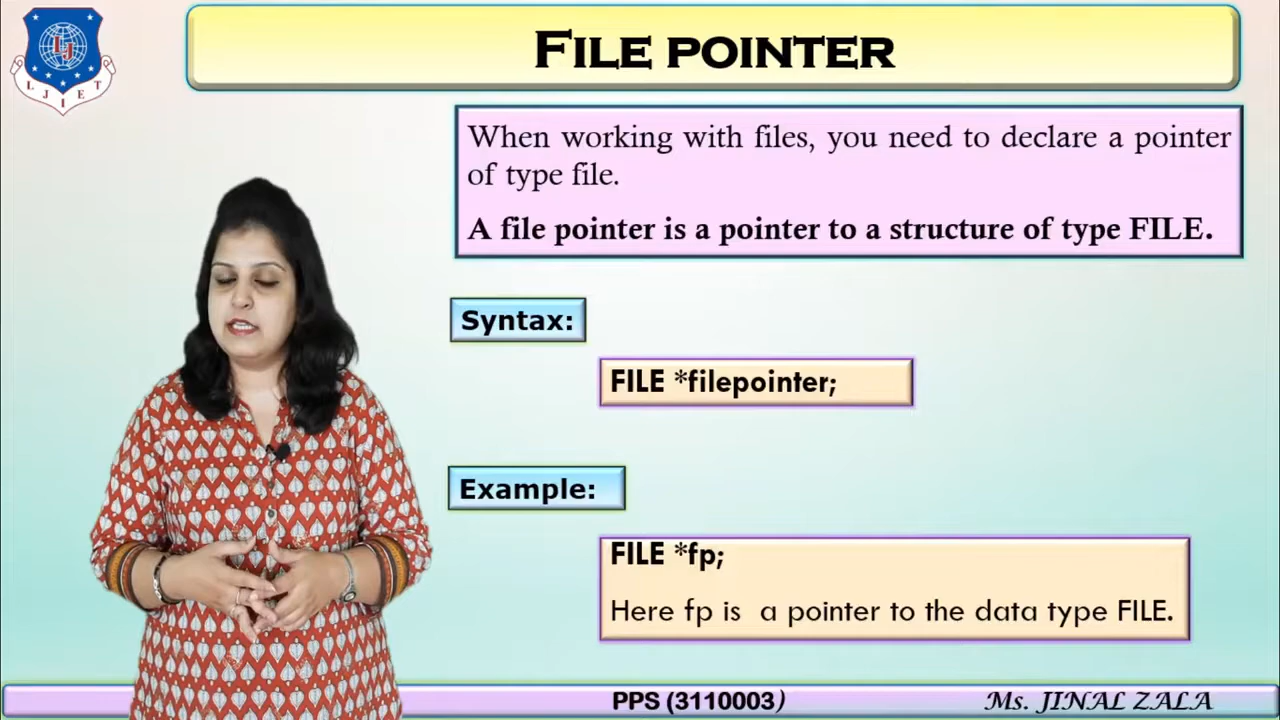 LJIET
FILE POINTER
When working with files, you need to declare a pointer
of type file.
A file pointer is a pointer to a structure of type FILE.
Syntax:
FILE *filepointer;
Example:
FILE *fp;
Here fp is a pointer to the data type FILE.
PPS (3110003)
Ms. JINAL ZALA